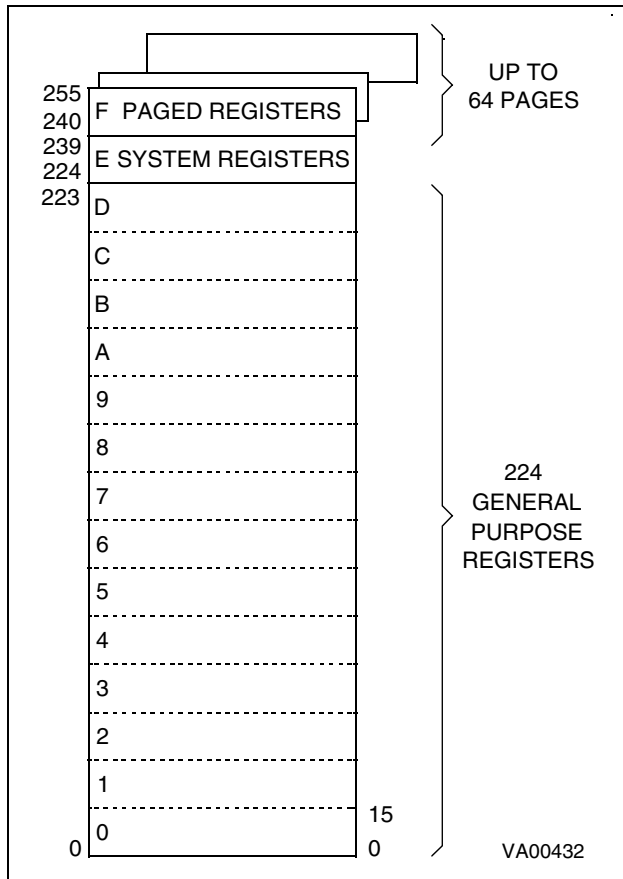 UP TO
64 PAGES
255
F PAGED REGISTERS
240
239
E SYSTEM REGISTERS
224
223
D
C
B
A
9
8
7
6
5
4
3
2
1
0
224
GENERAL
PURPOSE
REGISTERS
15
0
0
VA00432